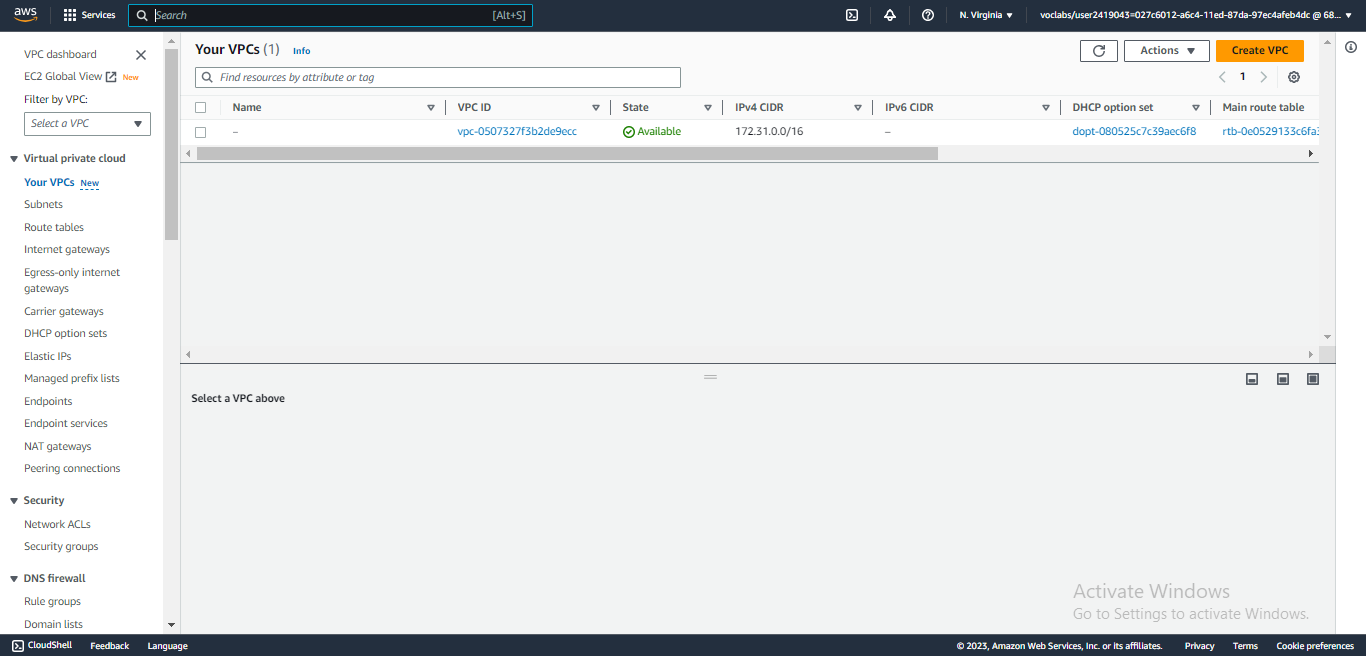 aws
Services
Search [Alt+S]
N. Virginia
voclabs/user2419043=027c6012-a6c4-11ed-87da-97ec4afeb4dc @ 68...
VPC dashboard
EC2 Global View New
Filter by VPC:
Select a VPC
Virtual private cloud
Your VPCs New
Subnets
Route tables
Internet gateways
Egress-only internet
gateways
Carrier gateways
DHCP option sets
Elastic IPs
Managed prefix lists
Endpoints
Endpoint services
NAT gateways
Peering connections
Security
Network ACLs
Security groups
DNS firewall
Rule groups
Domain lists
Your VPCs (1) Info
Actions
Create VPC
Find resources by attribute or tag
1
Name VPC ID State IPv4 CIDR IPv6 CIDR DHCP option set Main route table
– vpc-0507327f3b2de9ecc Available 172.31.0.0/16 – dopt-080525c7c39aec6f8 rtb-0e0529133c6fa3
Select a VPC above
Activate Windows
Go to Settings to activate Windows.
CloudShell Feedback Language © 2023, Amazon Web Services, Inc. or its affiliates. Privacy Terms Cookie preferences